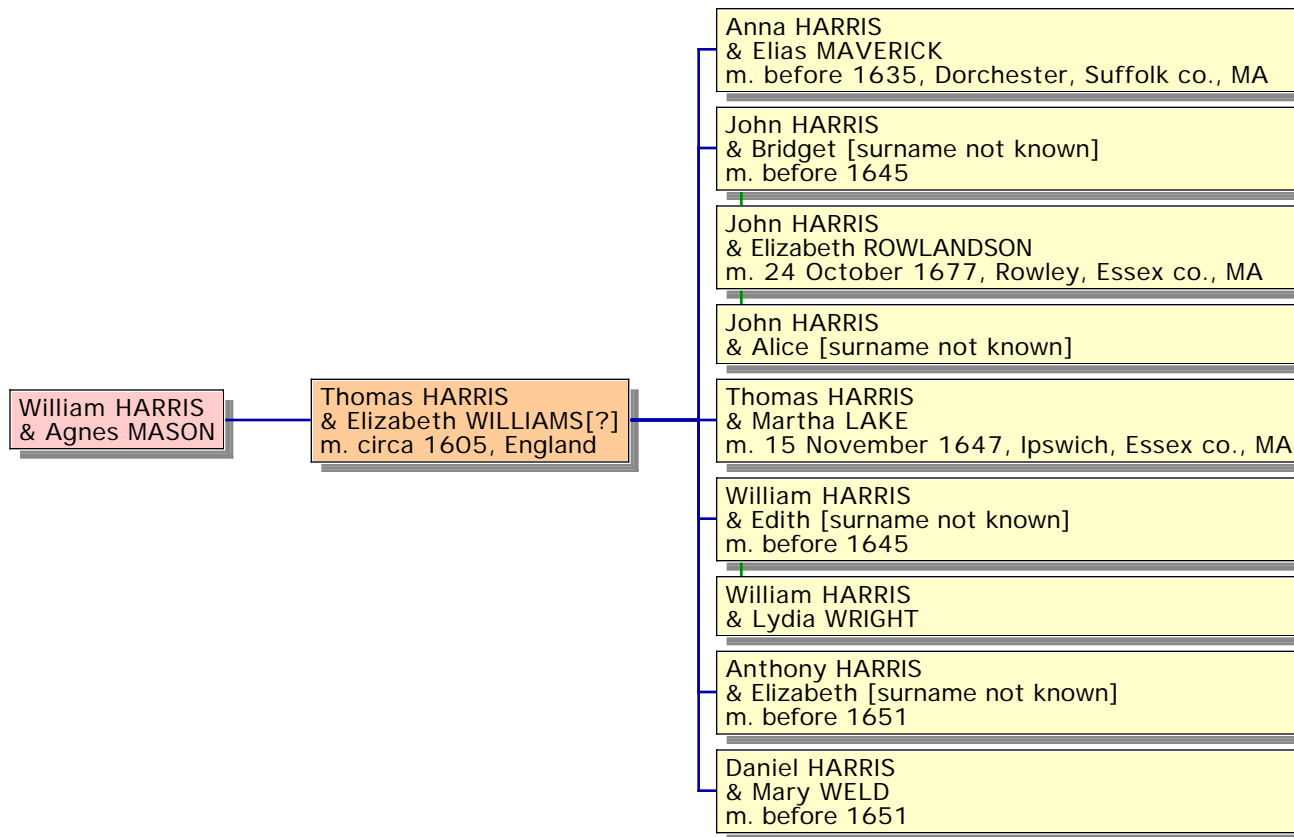 William HARRIS
& Agnes MASON
Thomas HARRIS
& Elizabeth WILLIAMS[?]
m. circa 1605, England
Anna HARRIS
& Elias MAVERICK
m. before 1635, Dorchester, Suffolk co., MA
John HARRIS
& Bridget [surname not known]
m. before 1645
John HARRIS
& Elizabeth ROWLANDSON
m. 24 October 1677, Rowley, Essex co., MA
John HARRIS
& Alice [surname not known]
Thomas HARRIS
& Martha LAKE
m. 15 November 1647, Ipswich, Essex co., MA
William HARRIS
& Edith [surname not known]
m. before 1645
William HARRIS
& Lydia WRIGHT
Anthony HARRIS
& Elizabeth [surname not known]
m. before 1651
Daniel HARRIS
& Mary WELD
m. before 1651